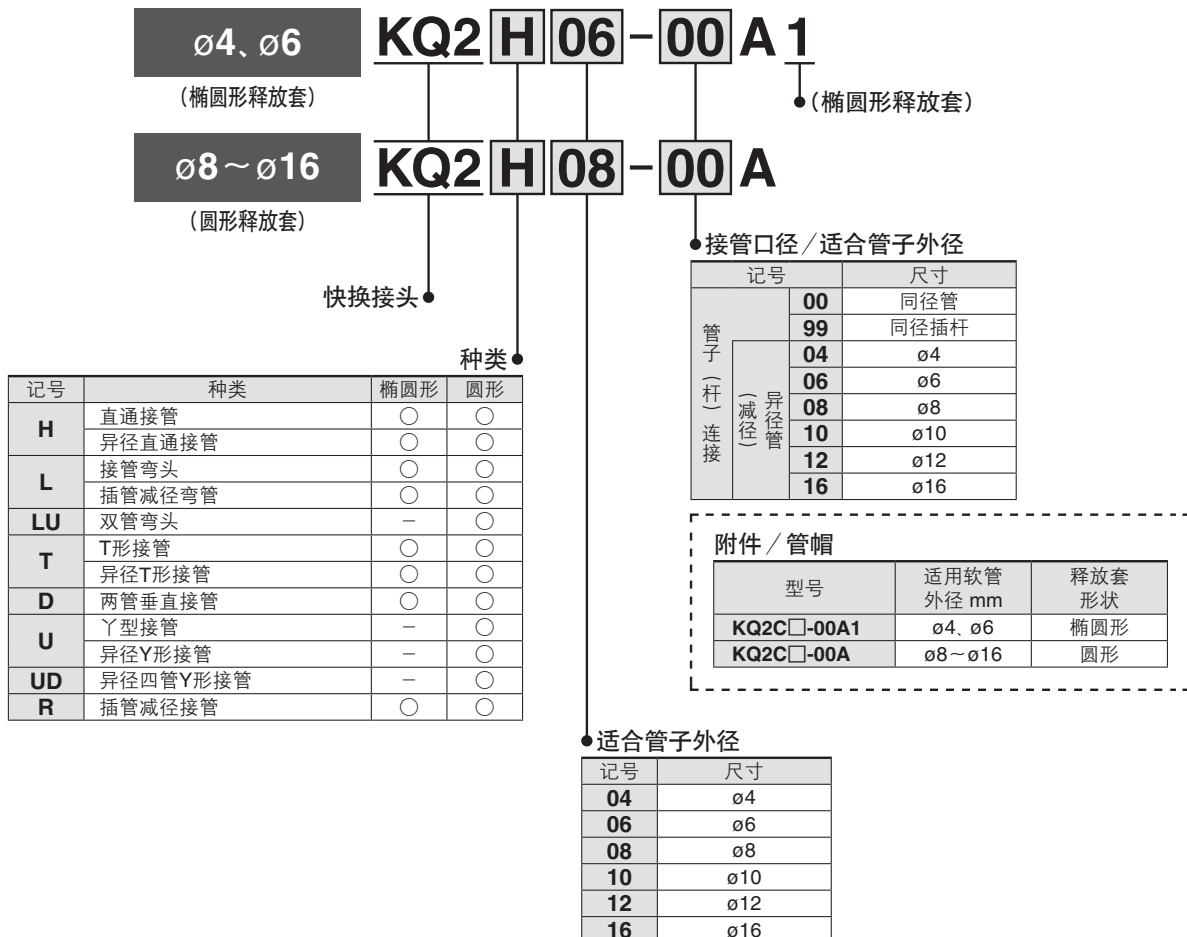 ø4、ø6 KQ2 H 06 - 00 A 1
（椭圆形释放套）
（椭圆形释放套）
ø8～ø16 KQ2 H 08 - 00 A
（圆形释放套）
接管口径／适合管子外径
记号 尺寸
管子（杆）连接
00 同径管
99 同径插杆
异径管（减径）
04 ø4
06 ø6
08 ø8
10 ø10
12 ø12
16 ø16
快换接头
种类
记号 种类 椭圆形 圆形
H 直通接管 ○ ○
异径直通接管 ○ ○
L 接管弯头 ○ ○
插管减径弯管 ○ ○
LU 双管弯头 － ○
T T形接管 ○ ○
异径T形接管 ○ ○
D 两管垂直接管 ○ ○
U 丫型接管 － ○
异径Y形接管 － ○
UD 异径四管Y形接管 － ○
R 插管减径接管 ○ ○
附件／管帽
型号 适用软管 释放套
外径 mm 形状
KQ2C□-00A1 ø4、ø6 椭圆形
KQ2C□-00A ø8～ø16 圆形
适合管子外径
记号 尺寸
04 ø4
06 ø6
08 ø8
10 ø10
12 ø12
16 ø16